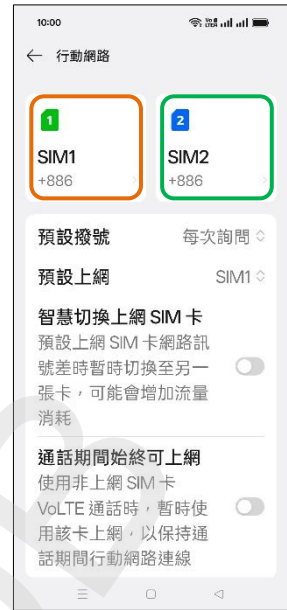 10:00
← 行動網路
1
2
SIM1
SIM2
+886
+886
預設撥號 每次詢問
預設上網 SIM1
智慧切換上網 SIM 卡
預設上網 SIM 卡網路訊
號差時暫時切換至另一
張卡，可能會增加流量
消耗
通話期間始終可上網
使用非上網 SIM 卡
VoLTE 通話時，暫時使
用該卡上網，以保持通
話期間行動網路連線